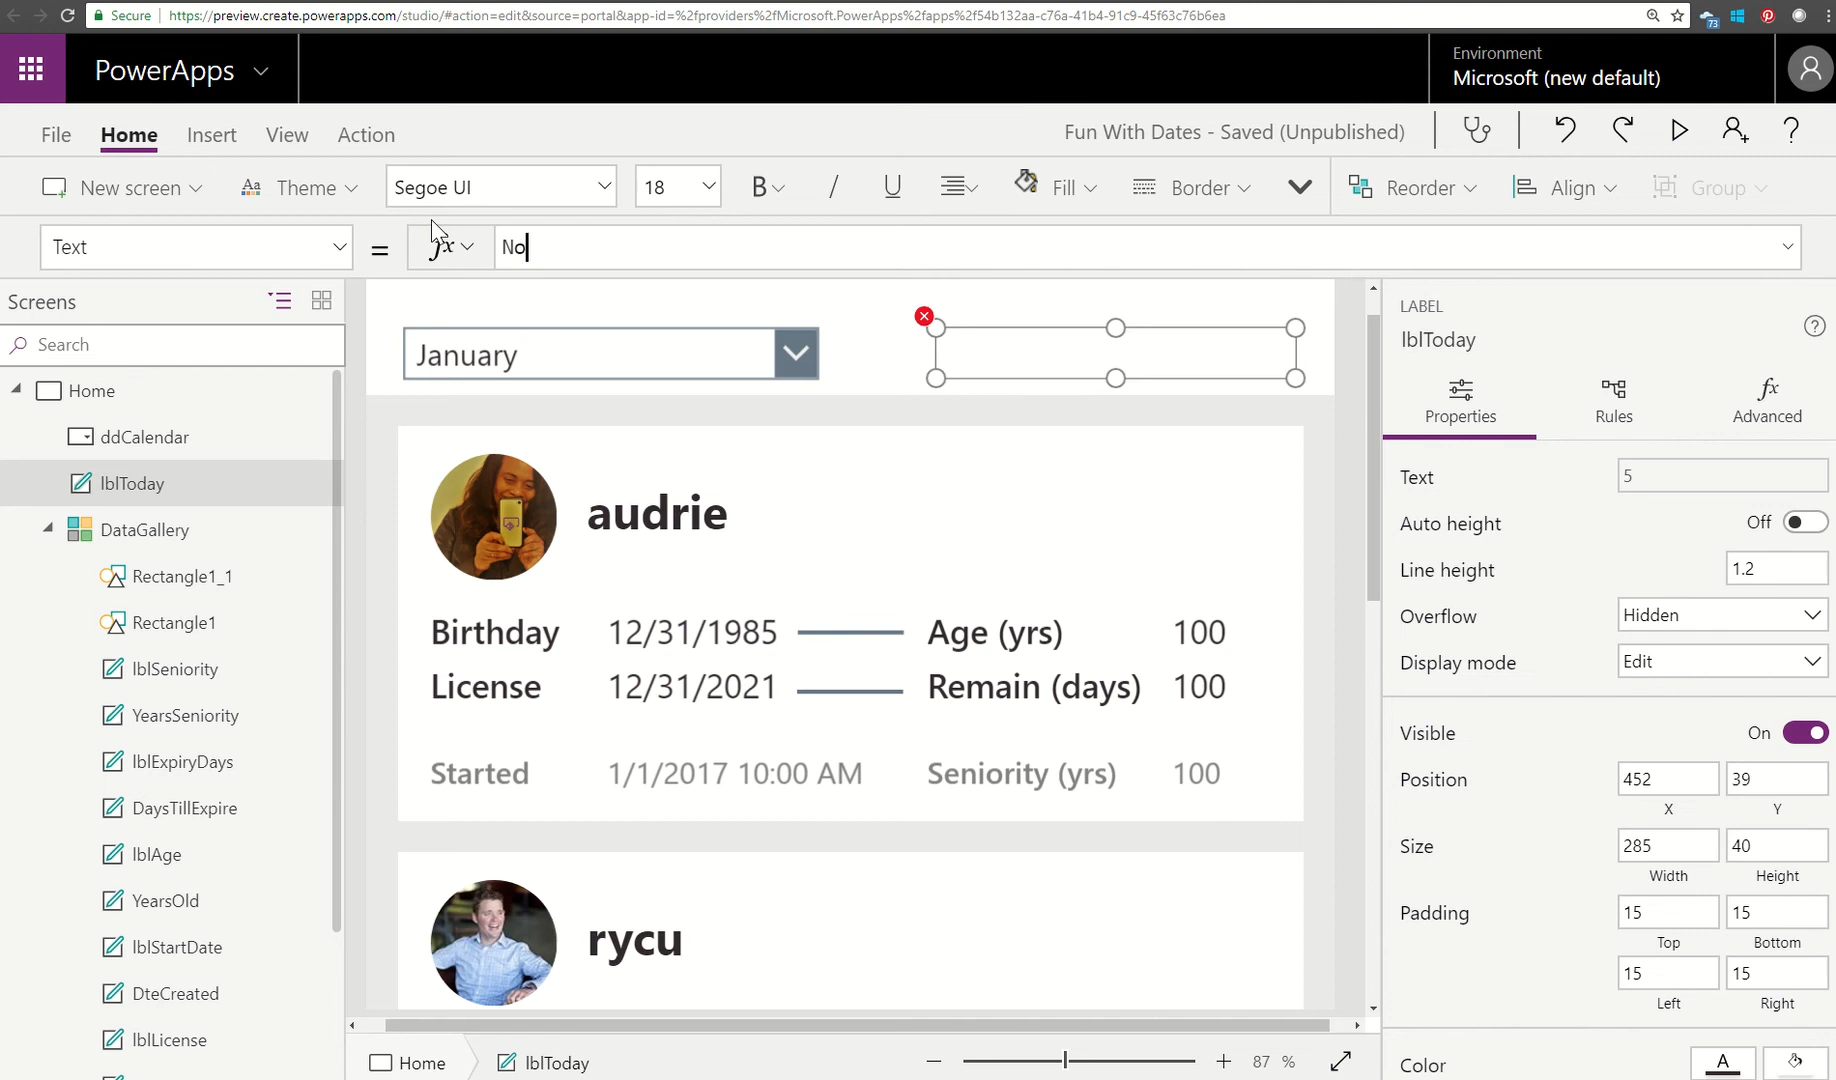 Secure
https://preview.create.powerapps.com/studio/#action=edit&source=portal&app-id=%2fproviders%2fMicrosoft.PowerApps%2fapps%2f54b132aa-c76a-41b4-91c9-45f63c76b6ea
73
PowerApps
Environment
Microsoft (new default)
File Home Insert View Action
Fun With Dates - Saved (Unpublished)
?
New screen
Aa Theme
Segoe UI
18
B / U
Fill
Border
Reorder
Align
Group
Text
=
fx
No
Screens
Search
Home
ddCalendar
lblToday
DataGallery
Rectangle1_1
Rectangle1
lblSeniority
YearsSeniority
lblExpiryDays
DaysTillExpire
lblAge
YearsOld
lblStartDate
DteCreated
lblLicense
January
audrie
Birthday 12/31/1985 Age (yrs) 100
License 12/31/2021 Remain (days) 100
Started 1/1/2017 10:00 AM Seniority (yrs) 100
rycu
Home lblToday
87 %
LABEL
lblToday
?
Properties
Rules
fx
Advanced
Text 5
Auto height Off
Line height 1.2
Overflow Hidden
Display mode Edit
Visible On
Position 452 39
X Y
Size 285 40
Width Height
Padding 15 15
Top Bottom
15 15
Left Right
Color A